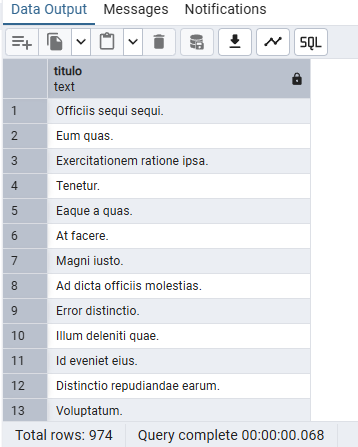 Data Output Messages Notifications
SQL
titulo
text
1 Officiis sequi sequi.
2 Eum quas.
3 Exercitationem ratione ipsa.
4 Tenetur.
5 Eaque a quas.
6 At facere.
7 Magni iusto.
8 Ad dicta officiis molestias.
9 Error distinctio.
10 Illum deleniti quae.
11 Id eveniet eius.
12 Distinctio repudiandae earum.
13 Voluptatum.
Total rows: 974 Query complete 00:00:00.068